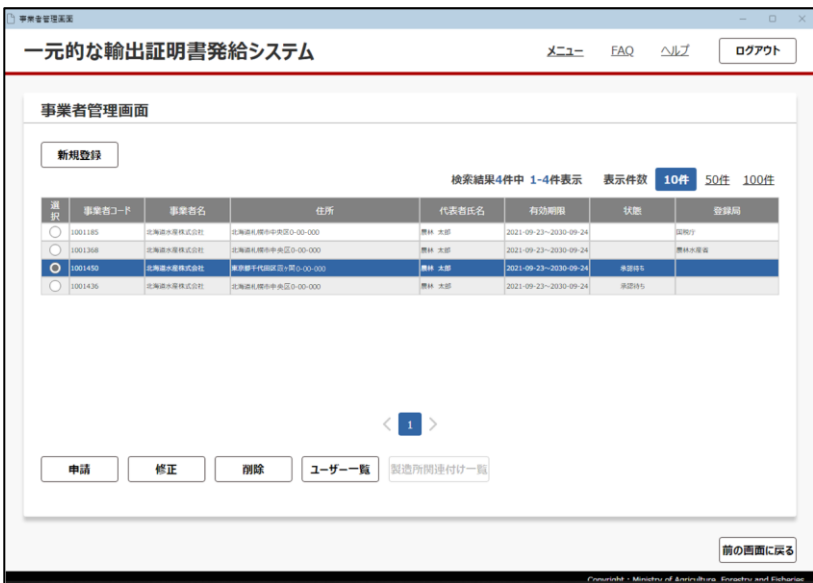 事業者管理画面
一元的な輸出証明書発給システム メニュー FAQ ヘルプ ログアウト
事業者管理画面
新規登録
検索結果4件中 1-4件表示 表示件数 10件 50件 100件
選択 事業者コード 事業者名 住所 代表者氏名 有効期限 状態 登録局
1001185 北海道水産株式会社 北海道札幌市中央区0-00-000 農林 太郎 2021-09-23~2030-09-24 国税庁
1001368 北海道水産株式会社 北海道札幌市中央区0-00-000 農林 太郎 2021-09-23~2030-09-24 農林水産省
1001450 北海道水産株式会社 東京都千代田区霞ヶ関0-00-000 農林 太郎 2021-09-23~2030-09-24 承認待ち
1001436 北海道水産株式会社 北海道札幌市中央区0-00-000 農林 太郎 2021-09-23~2030-09-24 承認待ち
1
申請 修正 削除 ユーザー一覧 製造所関連付け一覧
前の画面に戻る
Copyright : Ministry of Agriculture, Forestry and Fisheries